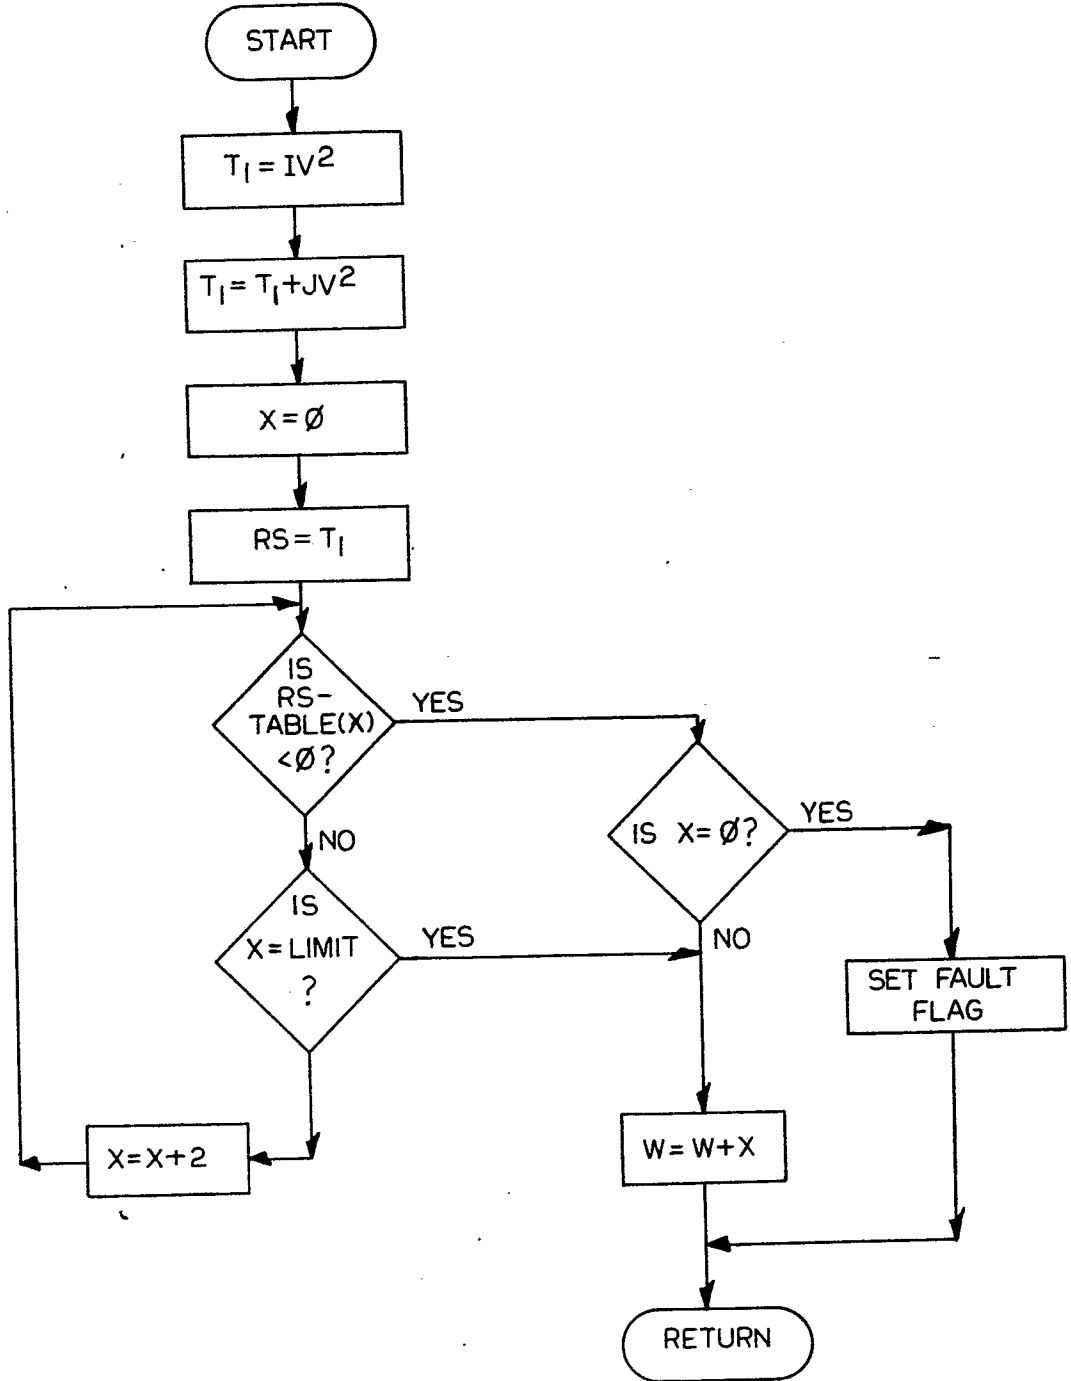 START
T₁ = IV²
T₁ = T₁+JV²
X = Ø
RS = T₁
IS
RS-
TABLE(X)
<Ø?
YES
NO
IS X = Ø?
YES
NO
IS
X = LIMIT
?
YES
SET FAULT
FLAG
X=X+2
W= W+X
RETURN